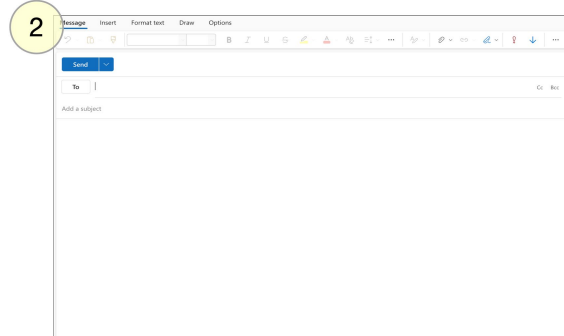 2
Message Insert Format text Draw Options
B I U
Send
To Cc Bcc
Add a subject